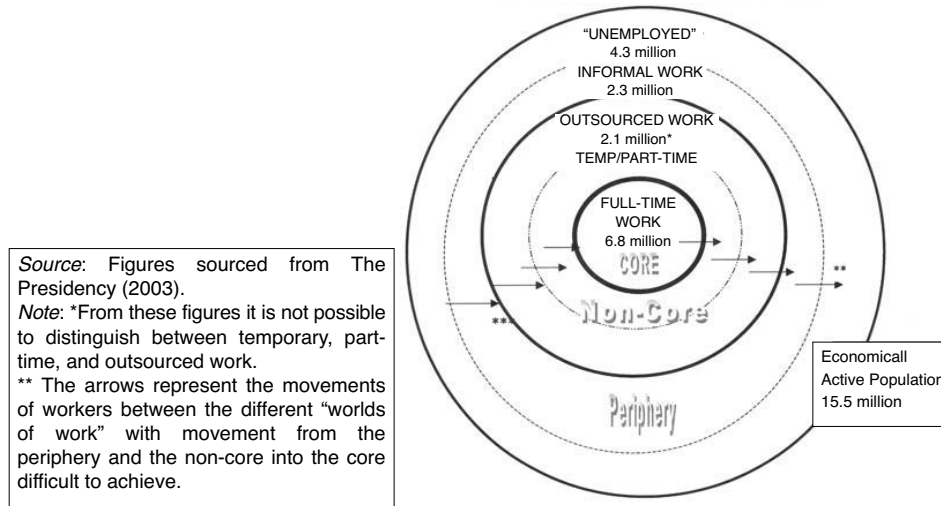 "UNEMPLOYED"
4.3 million
INFORMAL WORK
2.3 million
OUTSOURCED WORK
2.1 million*
TEMP/PART-TIME
FULL-TIME
WORK
6.8 million
CORE
**
***
Non-Core
Periphery
Economicall
Active Population
15.5 million
Source: Figures sourced from The
Presidency (2003).
Note: *From these figures it is not possible
to distinguish between temporary, part-
time, and outsourced work.
** The arrows represent the movements
of workers between the different "worlds
of work" with movement from the
periphery and the non-core into the core
difficult to achieve.